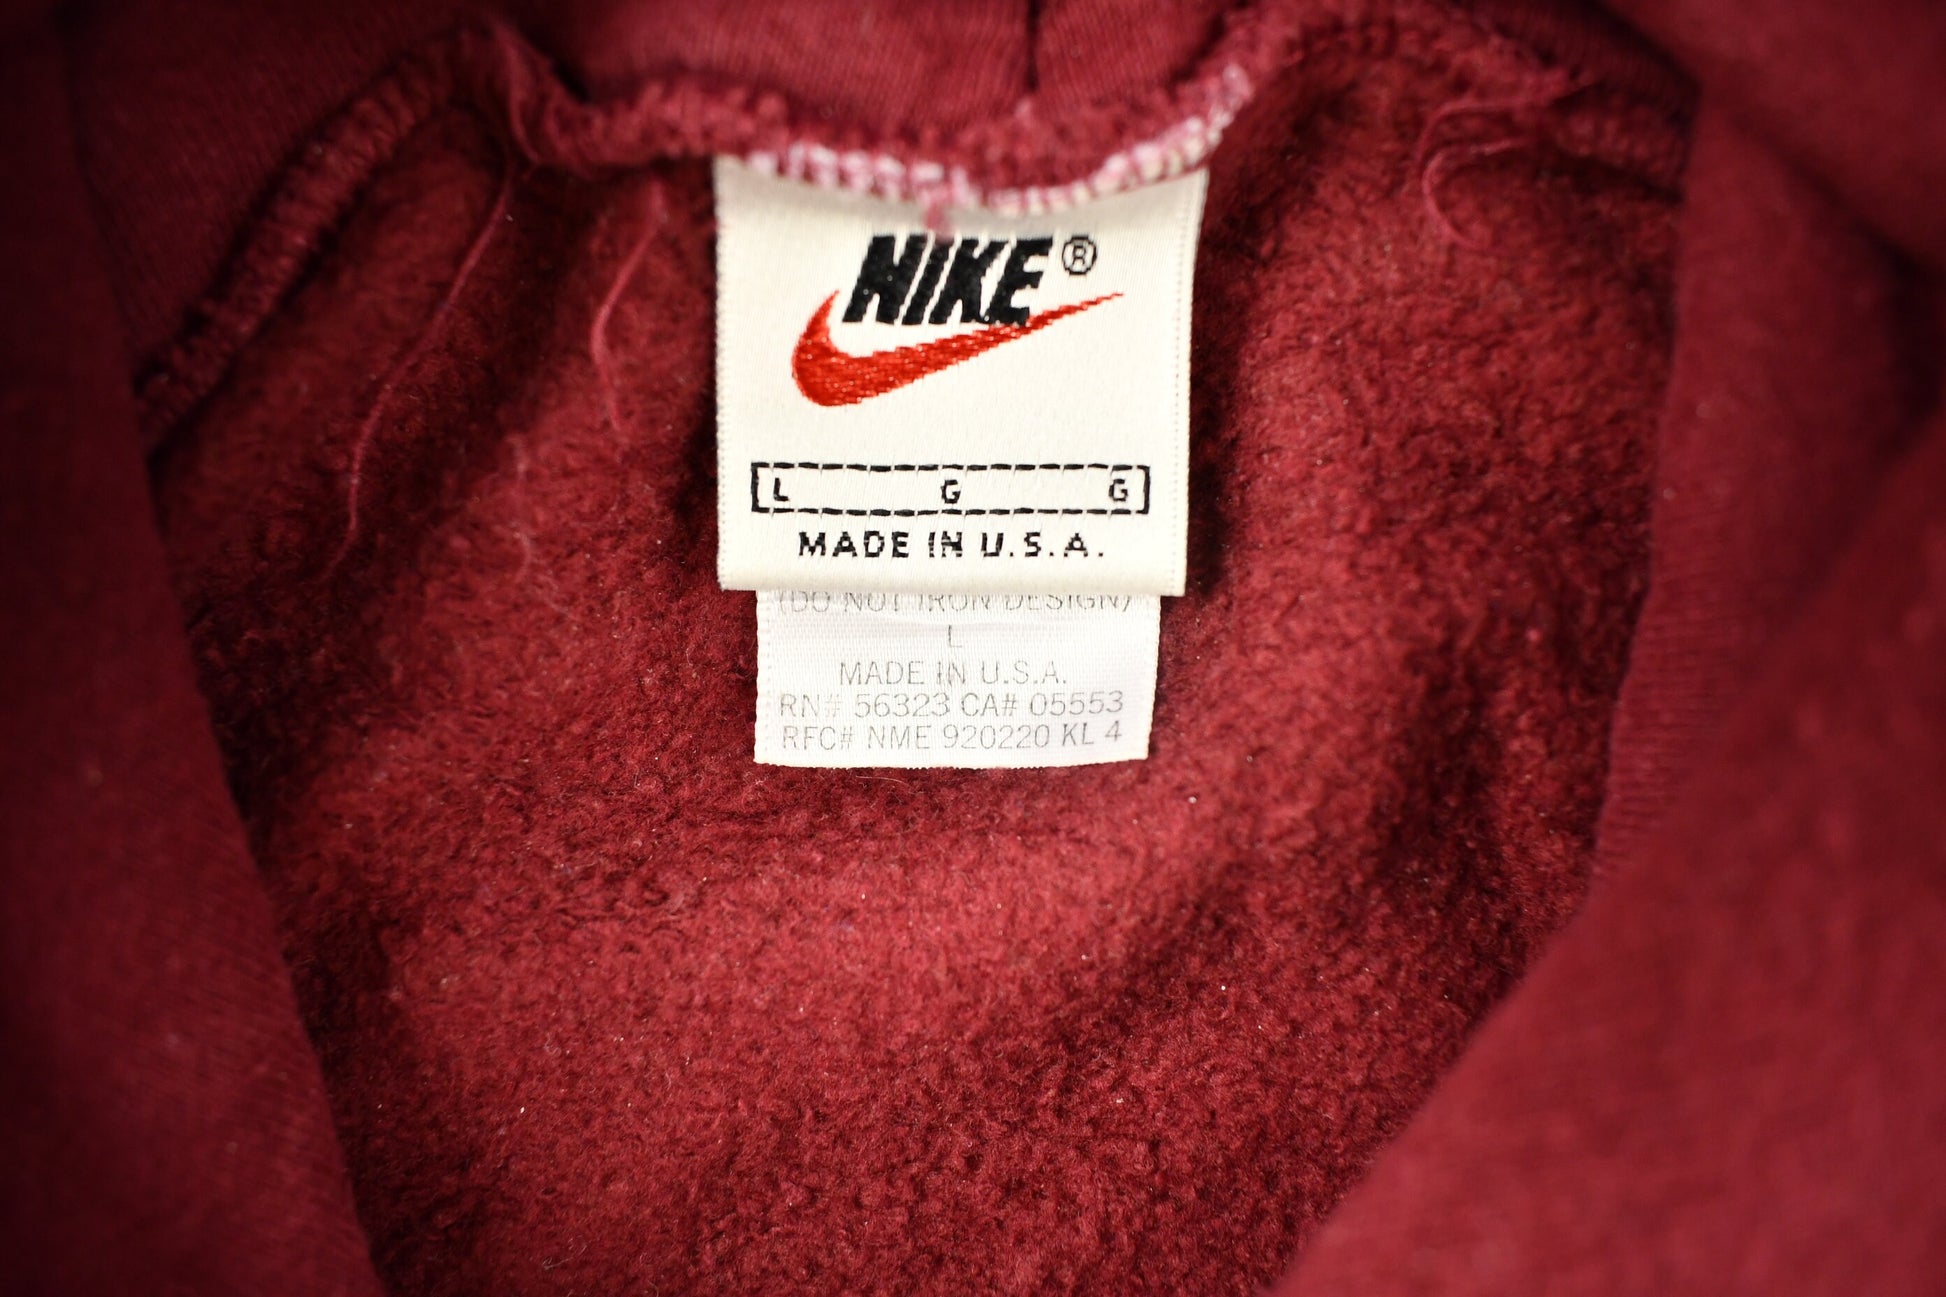 NIKE®
L G G
MADE IN U.S.A.
(DO NOT IRON DESIGN)
L
MADE IN U.S.A.
RN# 56323 CA# 05553
RFC# NME 920220 KL 4